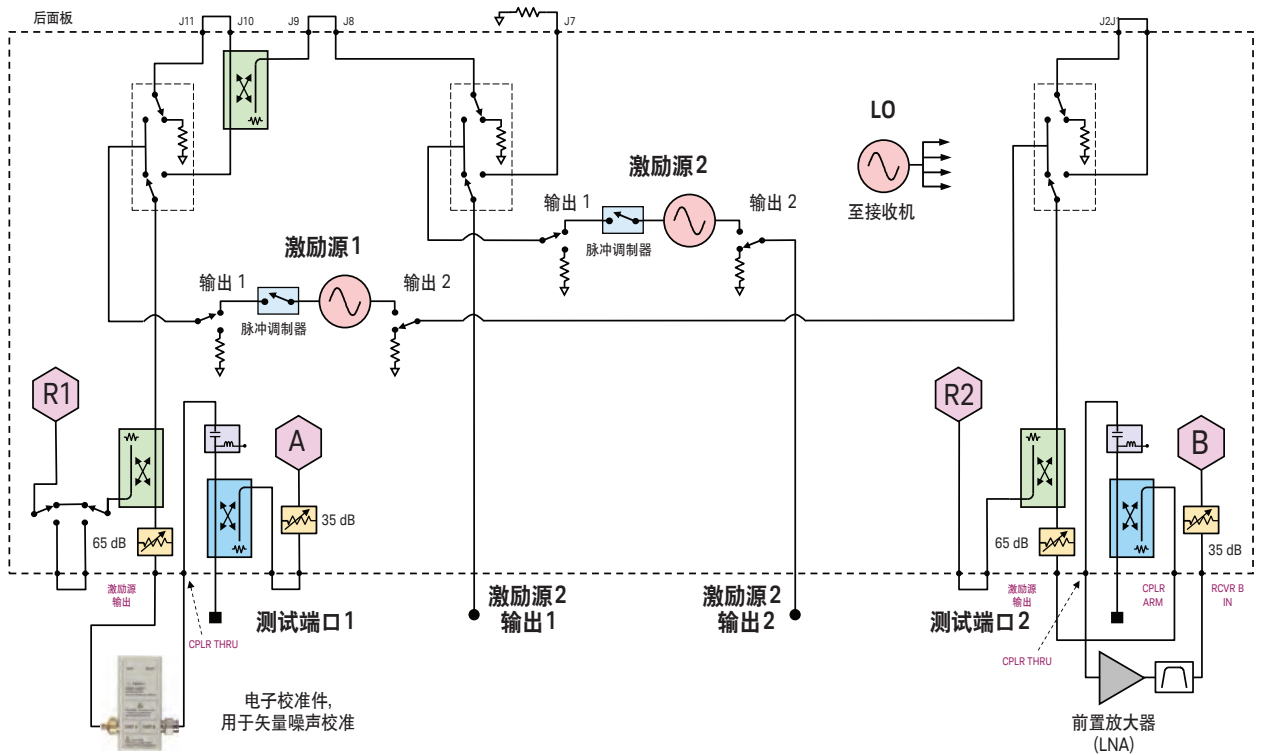 后面板
J11
J10
J9
J8
J7
J2J1
LO
至接收机
激励源2
输出 1
输出 2
脉冲调制器
激励源1
输出 1
输出 2
脉冲调制器
R1
A
R2
B
65 dB
35 dB
65 dB
35 dB
激励源
输出
测试端口1
CPLR THRU
激励源2
输出1
激励源2
输出2
测试端口2
激励源
输出
CPLR
ARM
RCVR B
IN
CPLR THRU
电子校准件,
用于矢量噪声校准
前置放大器
(LNA)